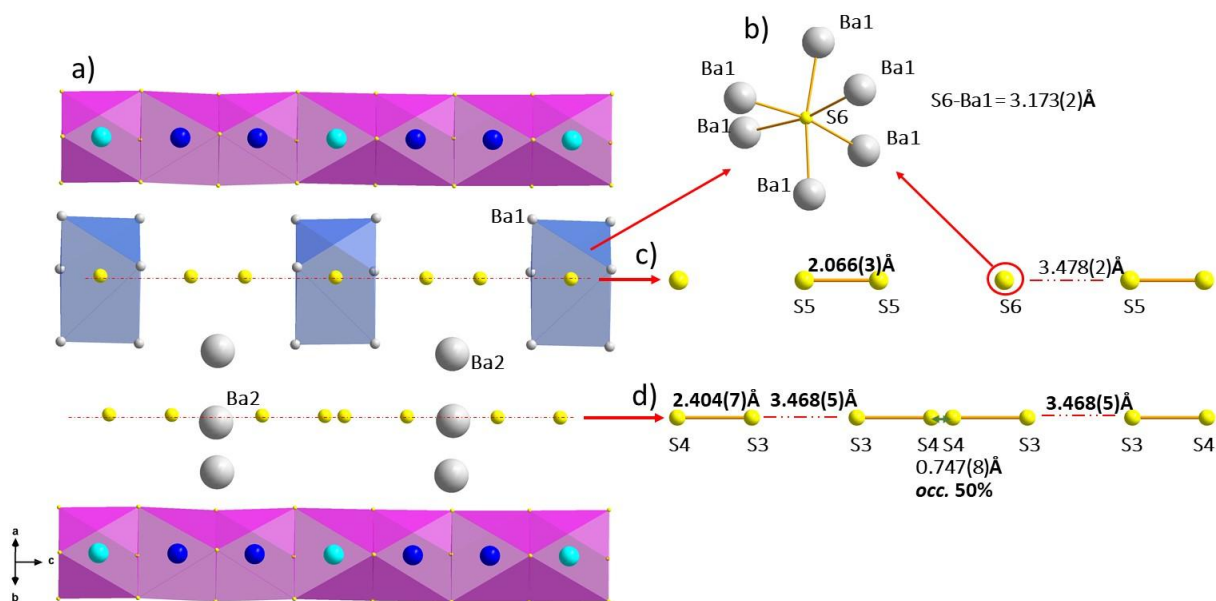 a)
b)
Ba1
Ba1
Ba1
S6-Ba1 = 3.173(2)Å
S6
Ba1
Ba1
Ba1
Ba1
c)
2.066(3)Å
3.478(2)Å
S5
S5
S6
S5
Ba2
Ba2
d)
2.404(7)Å
3.468(5)Å
3.468(5)Å
S4
S3
S3
S4
S4
S3
S3
S4
0.747(8)Å
occ. 50%
a
c
b